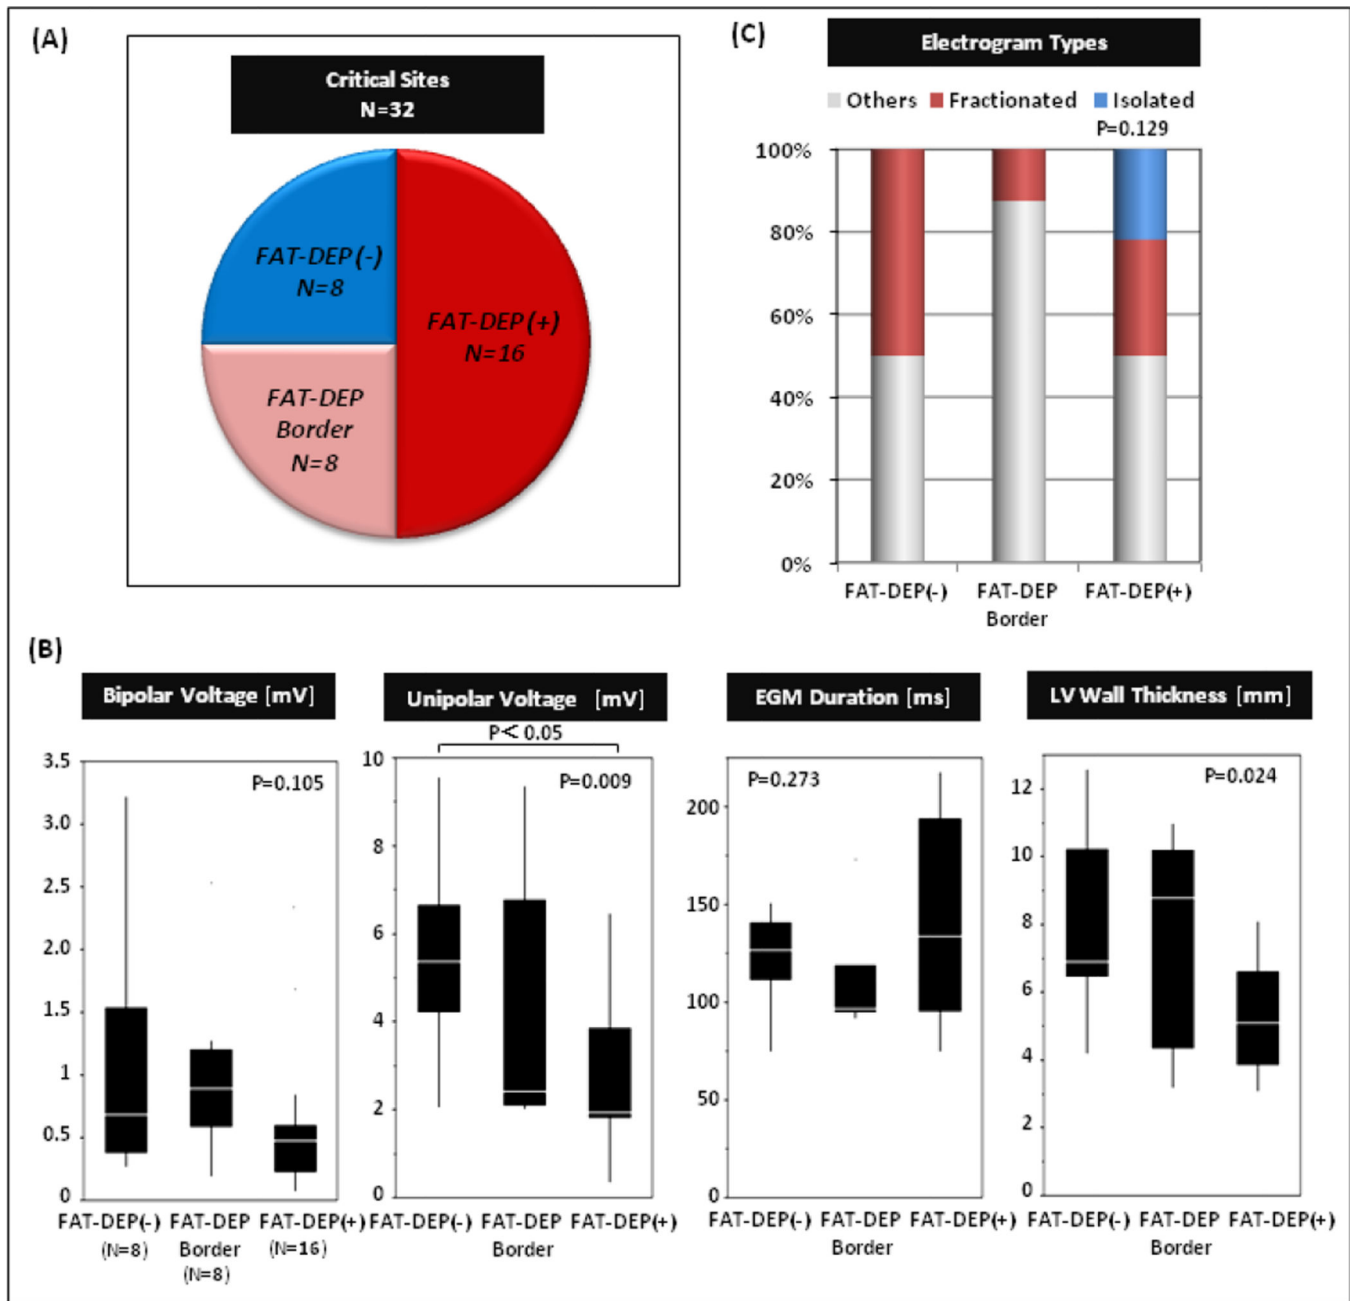 (A)
Critical Sites
N=32
FAT-DEP(-)
N=8
FAT-DEP(+)
N=16
FAT-DEP
Border
N=8
(C)
Electrogram Types
Others Fractionated Isolated
P=0.129
100%
80%
60%
40%
20%
0%
FAT-DEP(-) FAT-DEP FAT-DEP(+)
Border
(B)
Bipolar Voltage [mV]
P=0.105
3.5
3.0
2.5
2.0
1.5
1
0.5
0
FAT-DEP(-) FAT-DEP FAT-DEP(+)
(N=8) Border (N=16)
(N=8)
Unipolar Voltage [mV]
P< 0.05
P=0.009
10
8
6
4
2
0
FAT-DEP(-) FAT-DEP FAT-DEP(+)
Border
EGM Duration [ms]
P=0.273
200
150
100
50
0
FAT-DEP(-) FAT-DEP FAT-DEP(+)
Border
LV Wall Thickness [mm]
P=0.024
12
10
8
6
4
2
0
FAT-DEP(-) FAT-DEP FAT-DEP(+)
Border